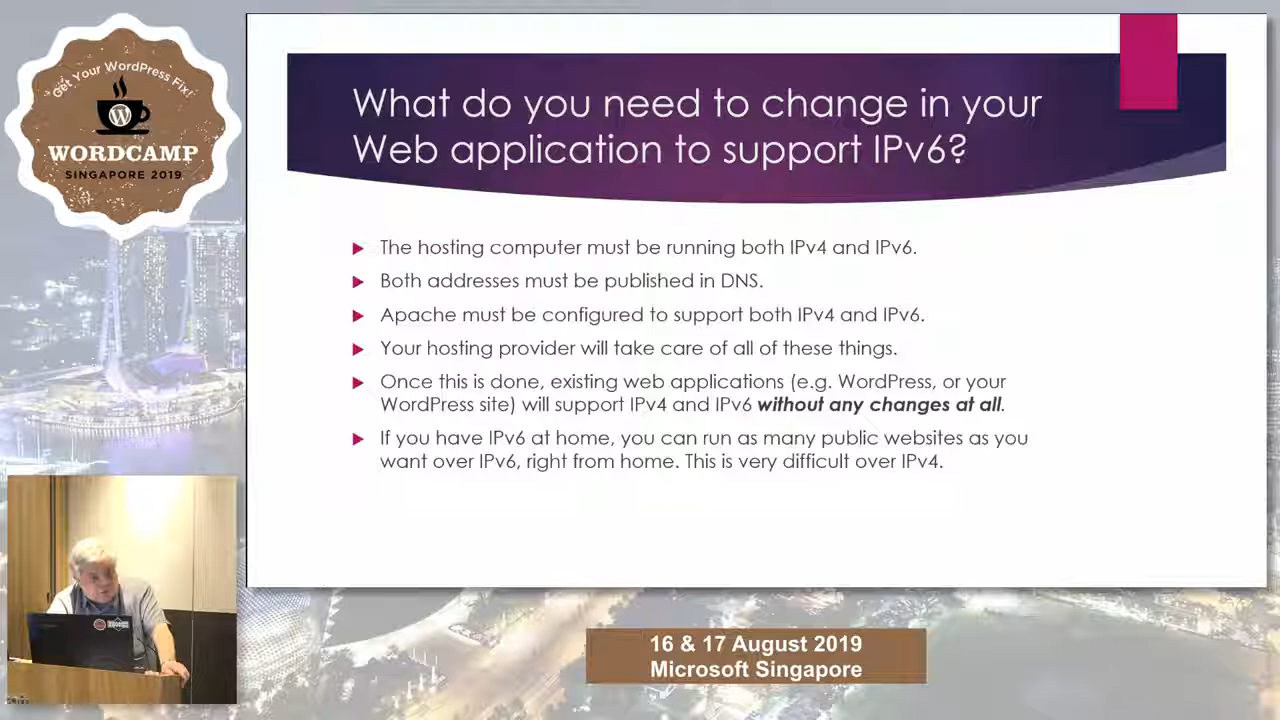 Get Your WordPress Fix!
WORDCAMP
SINGAPORE 2019
What do you need to change in your
Web application to support IPv6?
The hosting computer must be running both IPv4 and IPv6.
Both addresses must be published in DNS.
Apache must be configured to support both IPv4 and IPv6.
Your hosting provider will take care of all of these things.
Once this is done, existing web applications (e.g. WordPress, or your
WordPress site) will support IPv4 and IPv6 without any changes at all.
If you have IPv6 at home, you can run as many public websites as you
want over IPv6, right from home. This is very difficult over IPv4.
16 & 17 August 2019
Microsoft Singapore